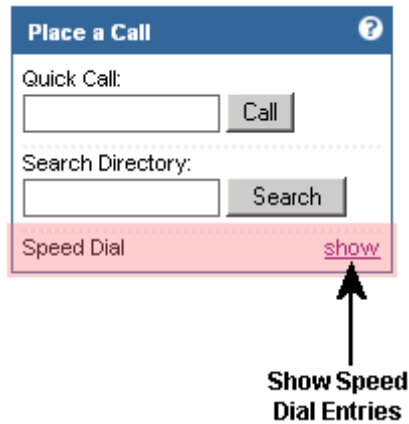 Place a Call ?
Quick Call:
Call
Search Directory:
Search
Speed Dial show
Show Speed
Dial Entries